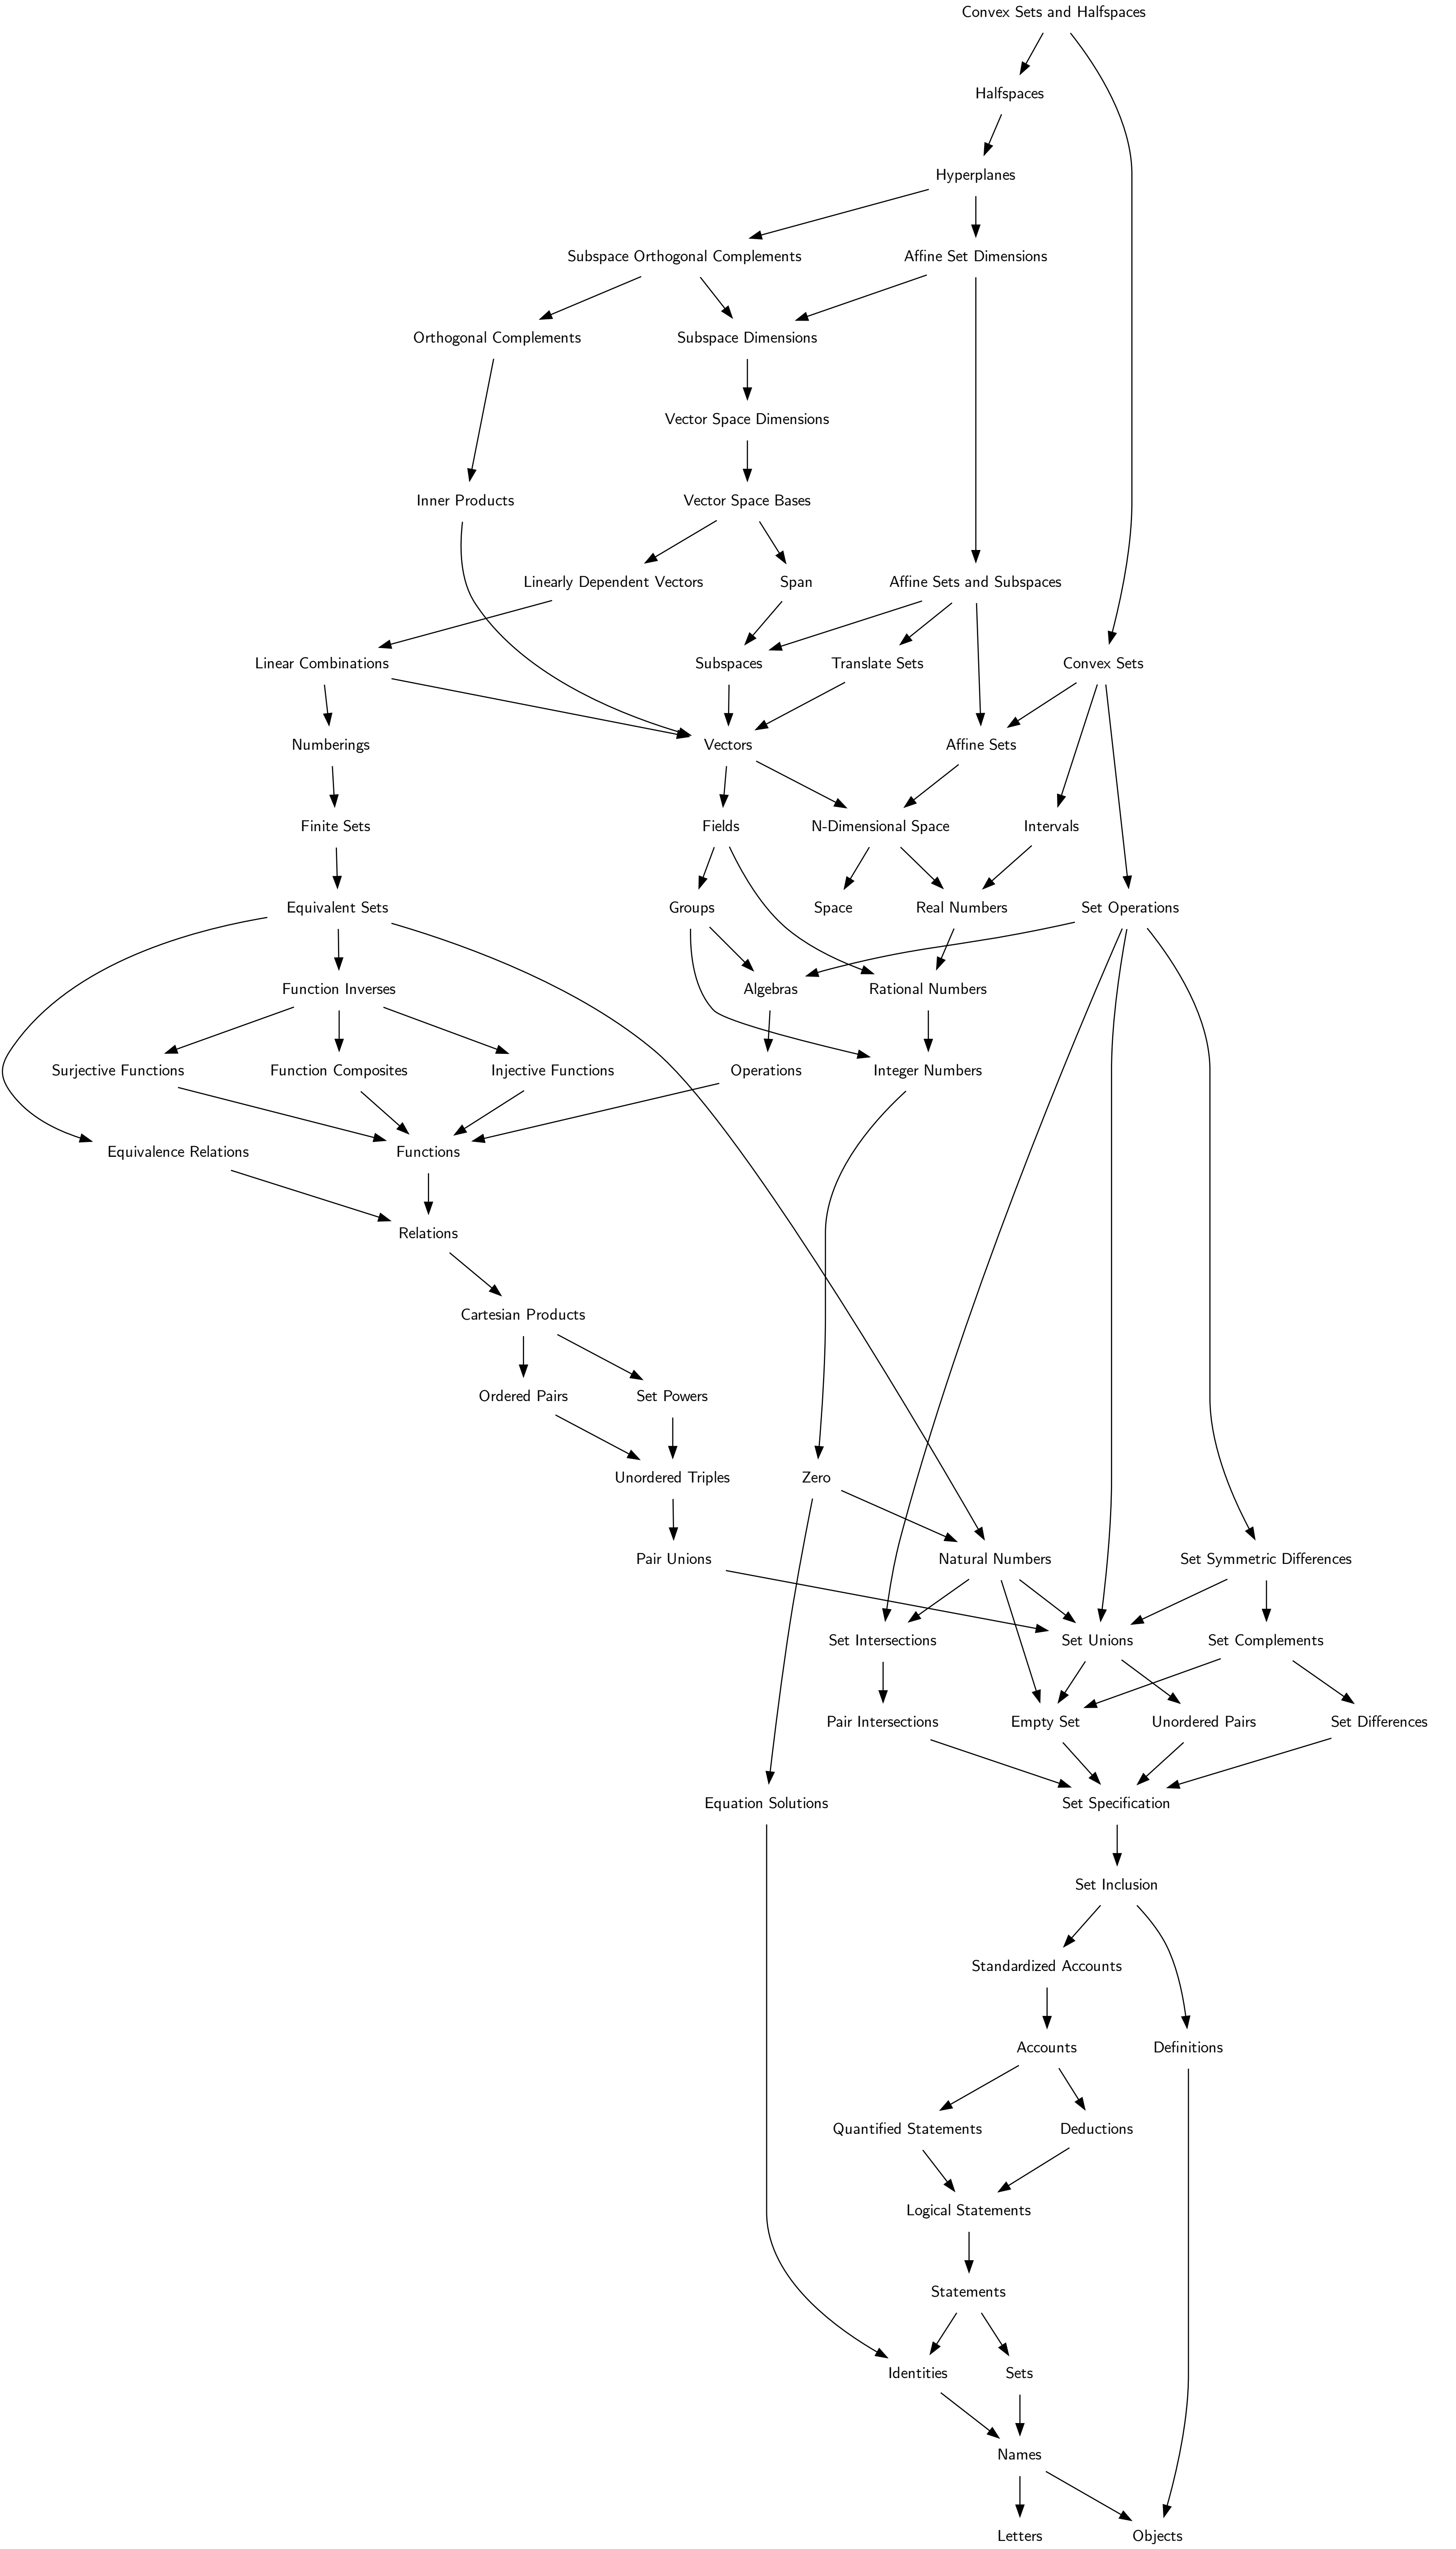 Convex Sets and Halfspaces
Halfspaces
Hyperplanes
Subspace Orthogonal Complements
Affine Set Dimensions
Orthogonal Complements
Subspace Dimensions
Vector Space Dimensions
Inner Products
Vector Space Bases
Linearly Dependent Vectors
Span
Affine Sets and Subspaces
Linear Combinations
Subspaces
Translate Sets
Convex Sets
Numberings
Vectors
Affine Sets
Finite Sets
Fields
N-Dimensional Space
Intervals
Equivalent Sets
Groups
Space
Real Numbers
Set Operations
Function Inverses
Algebras
Rational Numbers
Surjective Functions
Function Composites
Injective Functions
Operations
Integer Numbers
Equivalence Relations
Functions
Relations
Cartesian Products
Ordered Pairs
Set Powers
Unordered Triples
Zero
Pair Unions
Natural Numbers
Set Symmetric Differences
Set Intersections
Set Unions
Set Complements
Pair Intersections
Empty Set
Unordered Pairs
Set Differences
Equation Solutions
Set Specification
Set Inclusion
Standardized Accounts
Accounts
Definitions
Quantified Statements
Deductions
Logical Statements
Statements
Identities
Sets
Names
Letters
Objects